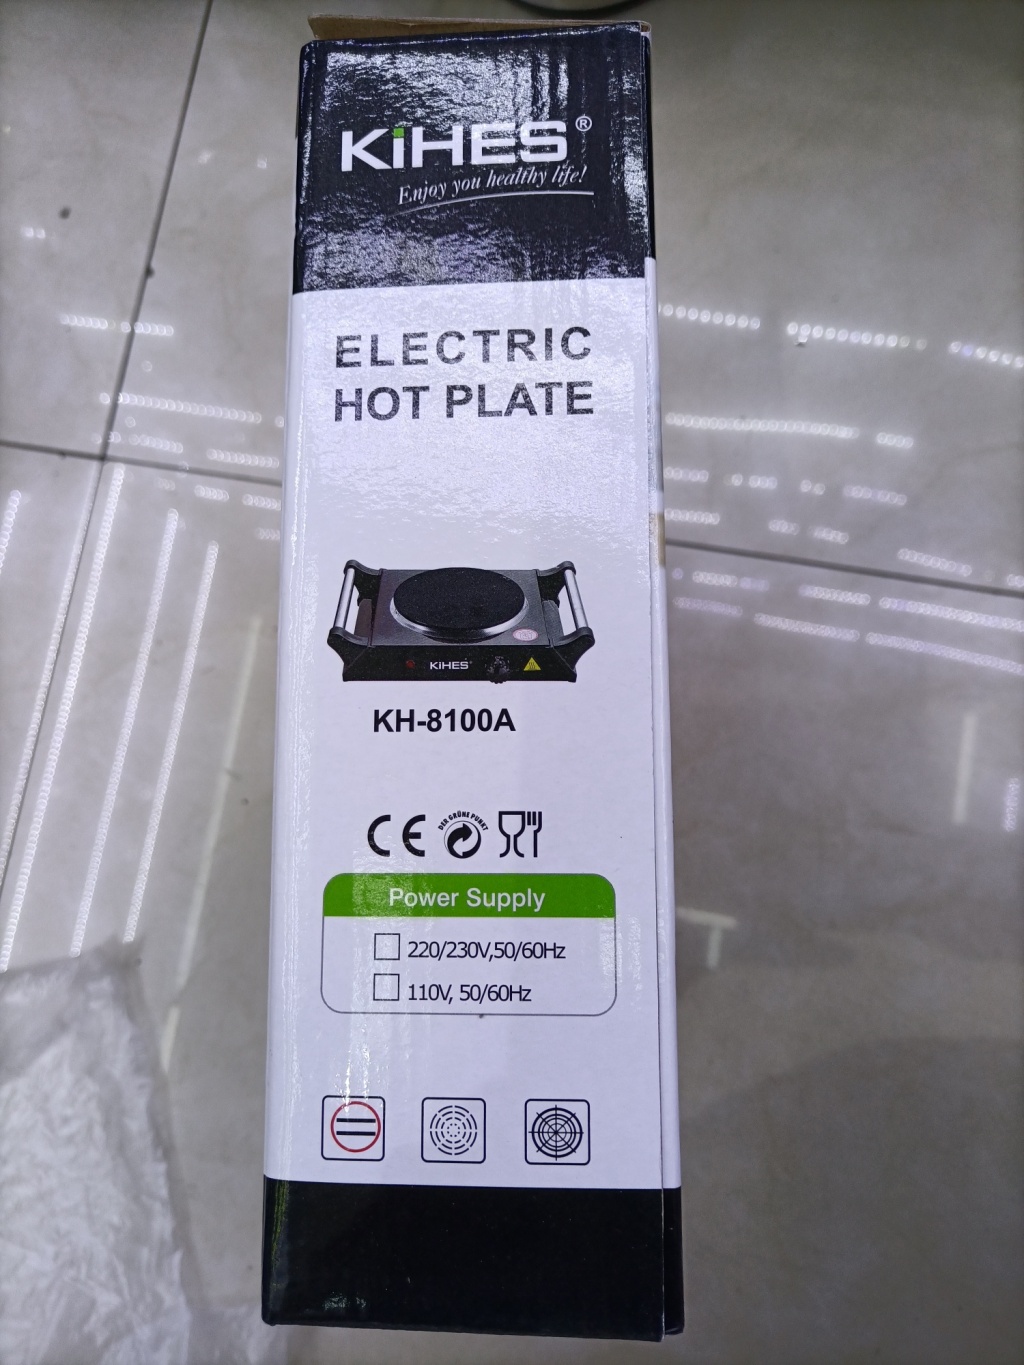 KiHES®
Enjoy you healthy life!
ELECTRIC
HOT PLATE
KiHES
KH-8100A
CE
DER GRÜNE PUNKT
Power Supply
220/230V,50/60Hz
110V, 50/60Hz